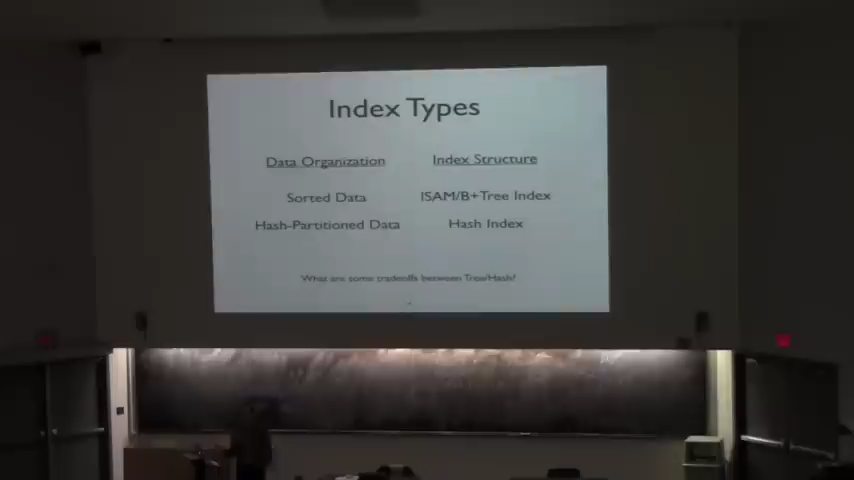 Index Types
Data Organization Index Structure
Sorted Data ISAM/B+Tree Index
Hash-Partitioned Data Hash Index
What are some tradeoffs between Tree/Hash?